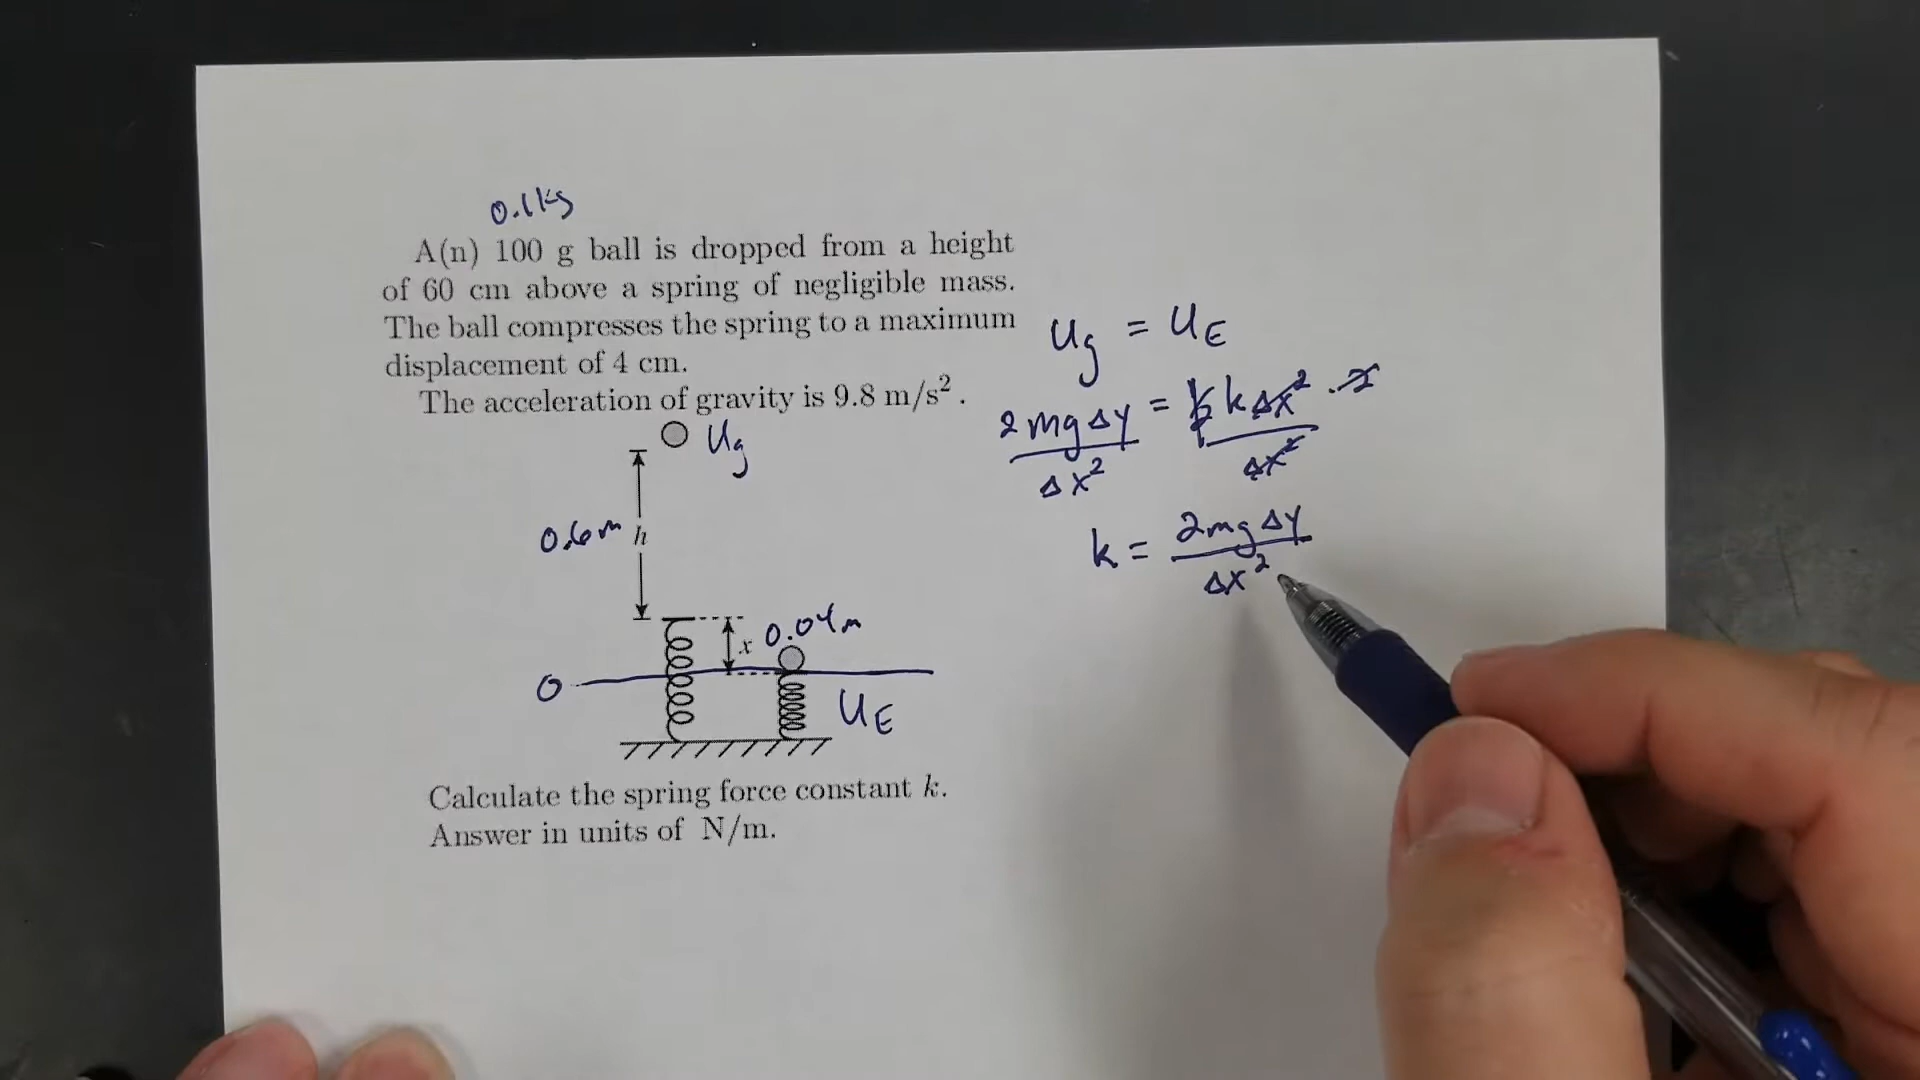 0.1kg
A(n) 100 g ball is dropped from a height
of 60 cm above a spring of negligible mass.
The ball compresses the spring to a maximum
displacement of 4 cm.
The acceleration of gravity is 9.8 m/s².
Ug
0.6m h
x 0.04m
0
UE
Calculate the spring force constant k.
Answer in units of N/m.
Ug = UE
2mgΔy/Δx² = ½kΔx²/Δx² · 2
k = 2mgΔy/Δx²